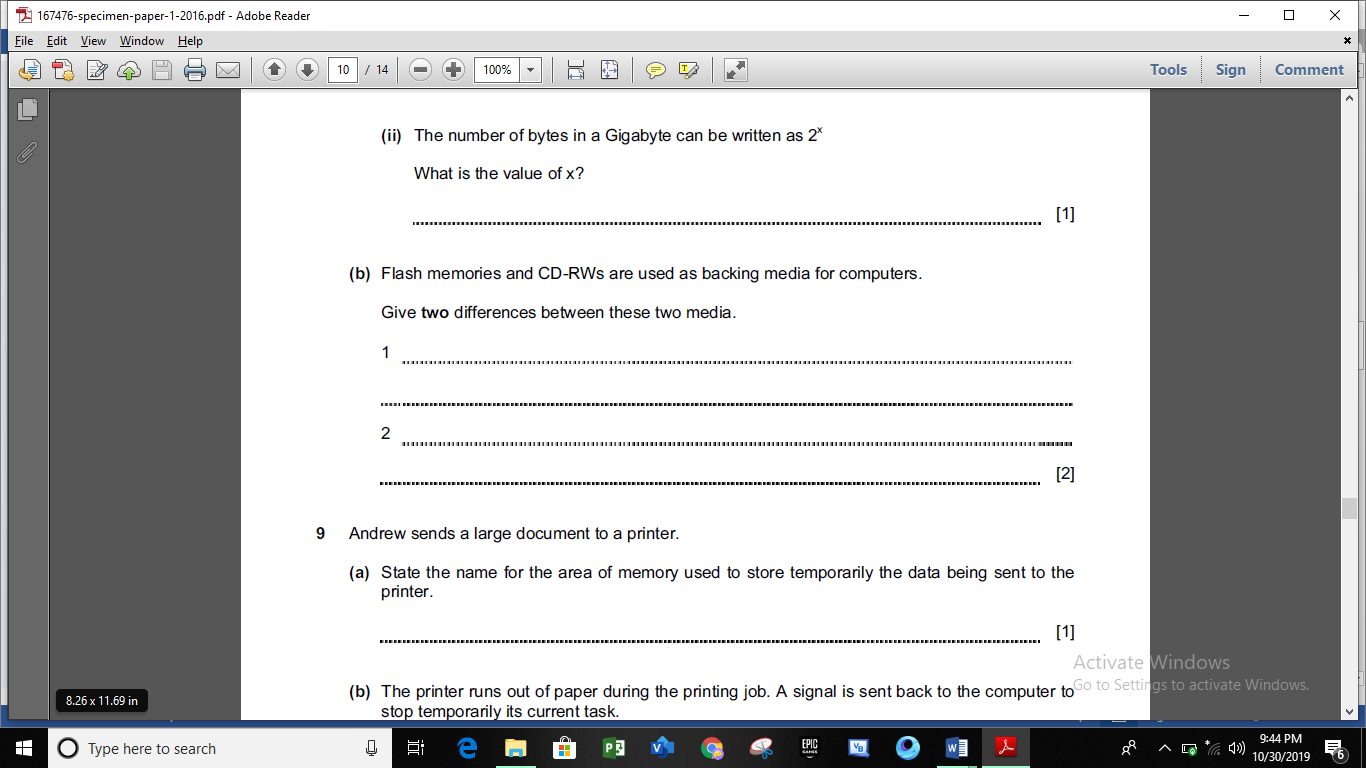 167476-specimen-paper-1-2016.pdf - Adobe Reader
File Edit View Window Help
10 / 14 100% Tools Sign Comment
(ii) The number of bytes in a Gigabyte can be written as 2ˣ
What is the value of x?
[1]
(b) Flash memories and CD-RWs are used as backing media for computers.
Give two differences between these two media.
1
2
[2]
9 Andrew sends a large document to a printer.
(a) State the name for the area of memory used to store temporarily the data being sent to the
printer.
[1]
(b) The printer runs out of paper during the printing job. A signal is sent back to the computer to
stop temporarily its current task.
Activate Windows
Go to Settings to activate Windows.
8.26 x 11.69 in
Type here to search
EPIC GAMES
9:44 PM
10/30/2019
6